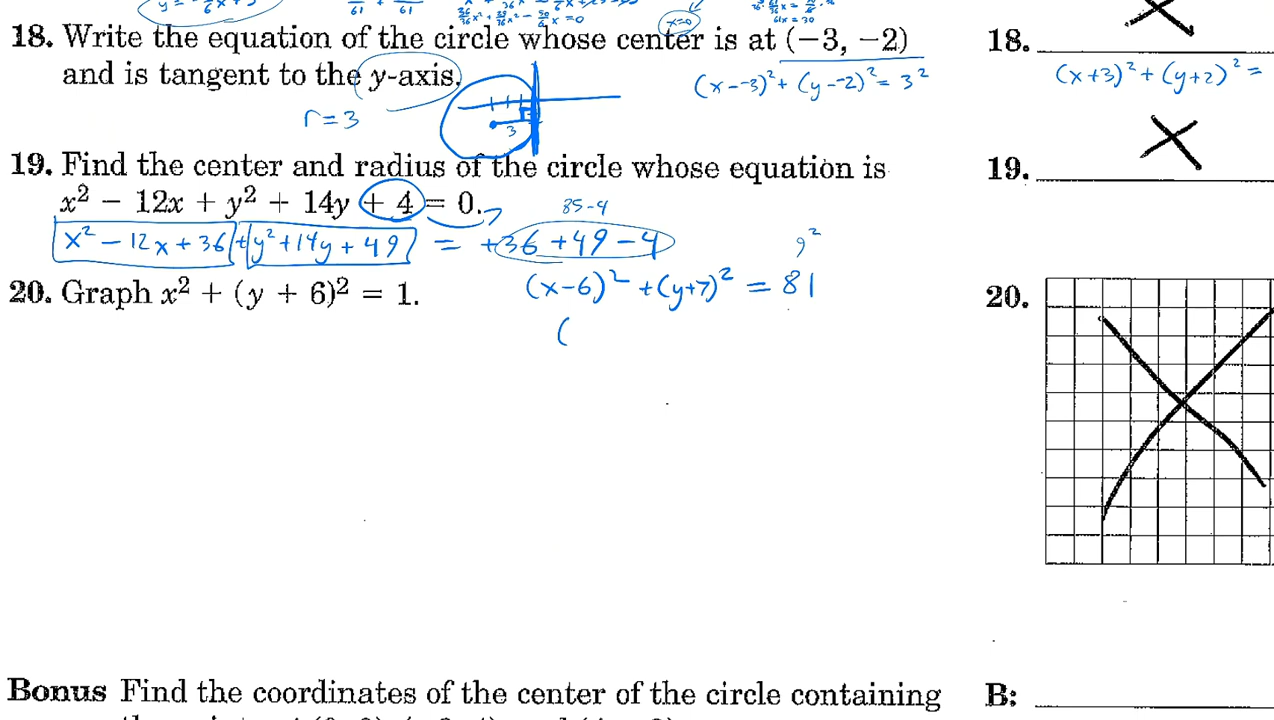 18. Write the equation of the circle whose center is at (−3, −2)
and is tangent to the y-axis.
(x−−3)² + (y−−2)² = 3²
r = 3
3
18.
(x+3)² + (y+2)² =
19. Find the center and radius of the circle whose equation is
x² − 12x + y² + 14y + 4 = 0.
19.
85−4
x² − 12x + 36 + y² + 14y + 49 = +36 + 49 − 4
9²
(x−6)² + (y+7)² = 81
(
20. Graph x² + (y + 6)² = 1.
20.
Bonus Find the coordinates of the center of the circle containing
B: